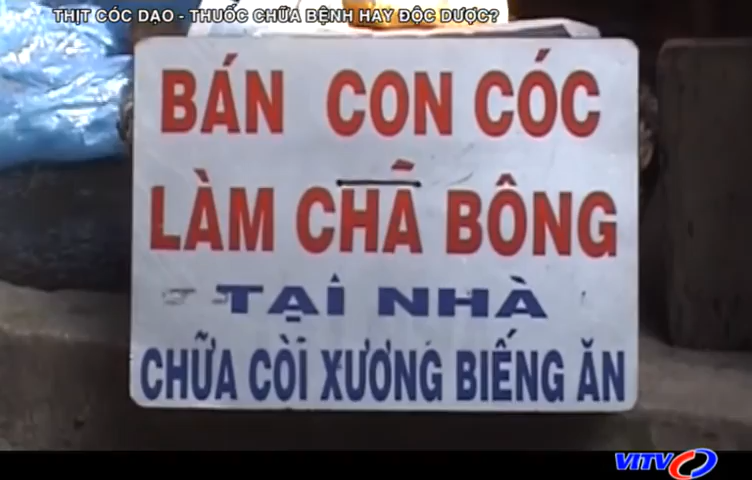 THỊT CÓC DẠO - THUỐC CHỮA BỆNH HAY ĐỘC DƯỢC?
BÁN CON CÓC
LÀM CHÀ BÔNG
TẠI NHÀ
CHỮA CÒI XƯƠNG BIẾNG ĂN
VITV